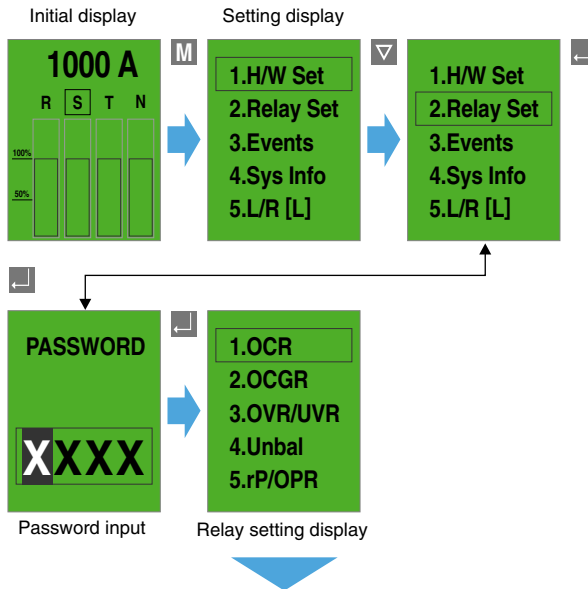 Initial display
Setting display
1000 A
R S T N
100%
50%
M
1.H/W Set
2.Relay Set
3.Events
4.Sys Info
5.L/R [L]
1.H/W Set
2.Relay Set
3.Events
4.Sys Info
5.L/R [L]
PASSWORD
XXXX
1.OCR
2.OCGR
3.OVR/UVR
4.Unbal
5.rP/OPR
Password input
Relay setting display